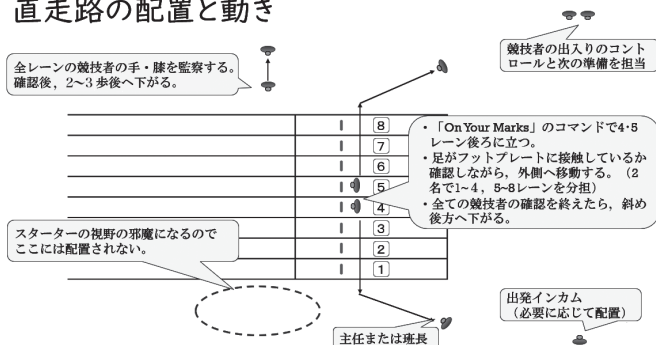 直走路の配置と動き
競技者の出入りのコント
ロールと次の準備を担当
全レーンの競技者の手・膝を監察する。
確認後，2～3 歩後へ下がる。
8
7
6
5
4
3
2
1
・「On Your Marks」のコマンドで4・5
レーン後ろに立つ。
・足がフットプレートに接触しているか
確認しながら，外側へ移動する。（2
名で1~4，5~8レーンを分担）
・全ての競技者の確認を終えたら，斜め
後方へ下がる。
スターターの視野の邪魔になるので
ここには配置されない。
出発インカム
（必要に応じて配置）
主任または班長